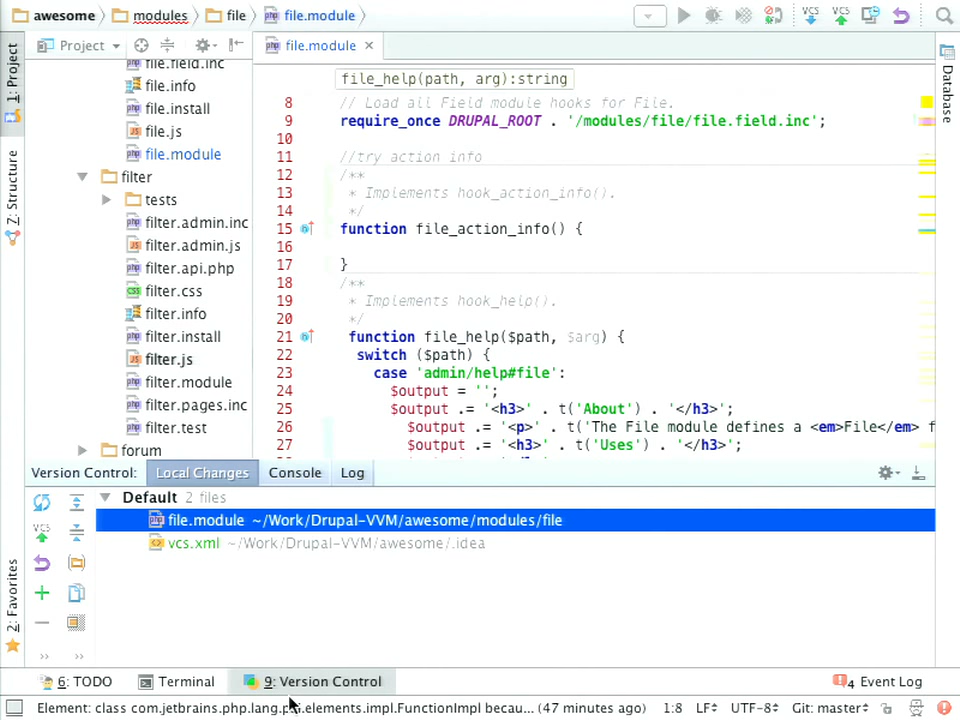 awesome modules file file.module
Project file.module
1: Project
Z: Structure
2: Favorites
Database
file.field.inc
file.info
file.install
file.js
file.module
filter
tests
filter.admin.inc
filter.admin.js
filter.api.php
filter.css
filter.info
filter.install
filter.js
filter.module
filter.pages.inc
filter.test
forum
file_help(path, arg):string
8 // Load all Field module hooks for File.
9 require_once DRUPAL_ROOT . '/modules/file/file.field.inc';
10
11 //try action info
12 /**
13 * Implements hook_action_info().
14 */
15 function file_action_info() {
16
17 }
18 /**
19 * Implements hook_help().
20 */
21 function file_help($path, $arg) {
22 switch ($path) {
23 case 'admin/help#file':
24 $output = '';
25 $output .= '<h3>' . t('About') . '</h3>';
26 $output .= '<p>' . t('The File module defines a <em>File</em> f
27 $output .= '<h3>' . t('Uses') . '</h3>';
Version Control: Local Changes Console Log
Default 2 files
file.module ~/Work/Drupal-VVM/awesome/modules/file
vcs.xml ~/Work/Drupal-VVM/awesome/.idea
6: TODO Terminal 9: Version Control 4 Event Log
Element: class com.jetbrains.php.lang.psi.elements.impl.FunctionImpl becau... (47 minutes ago) 1:8 LF UTF-8 Git: master